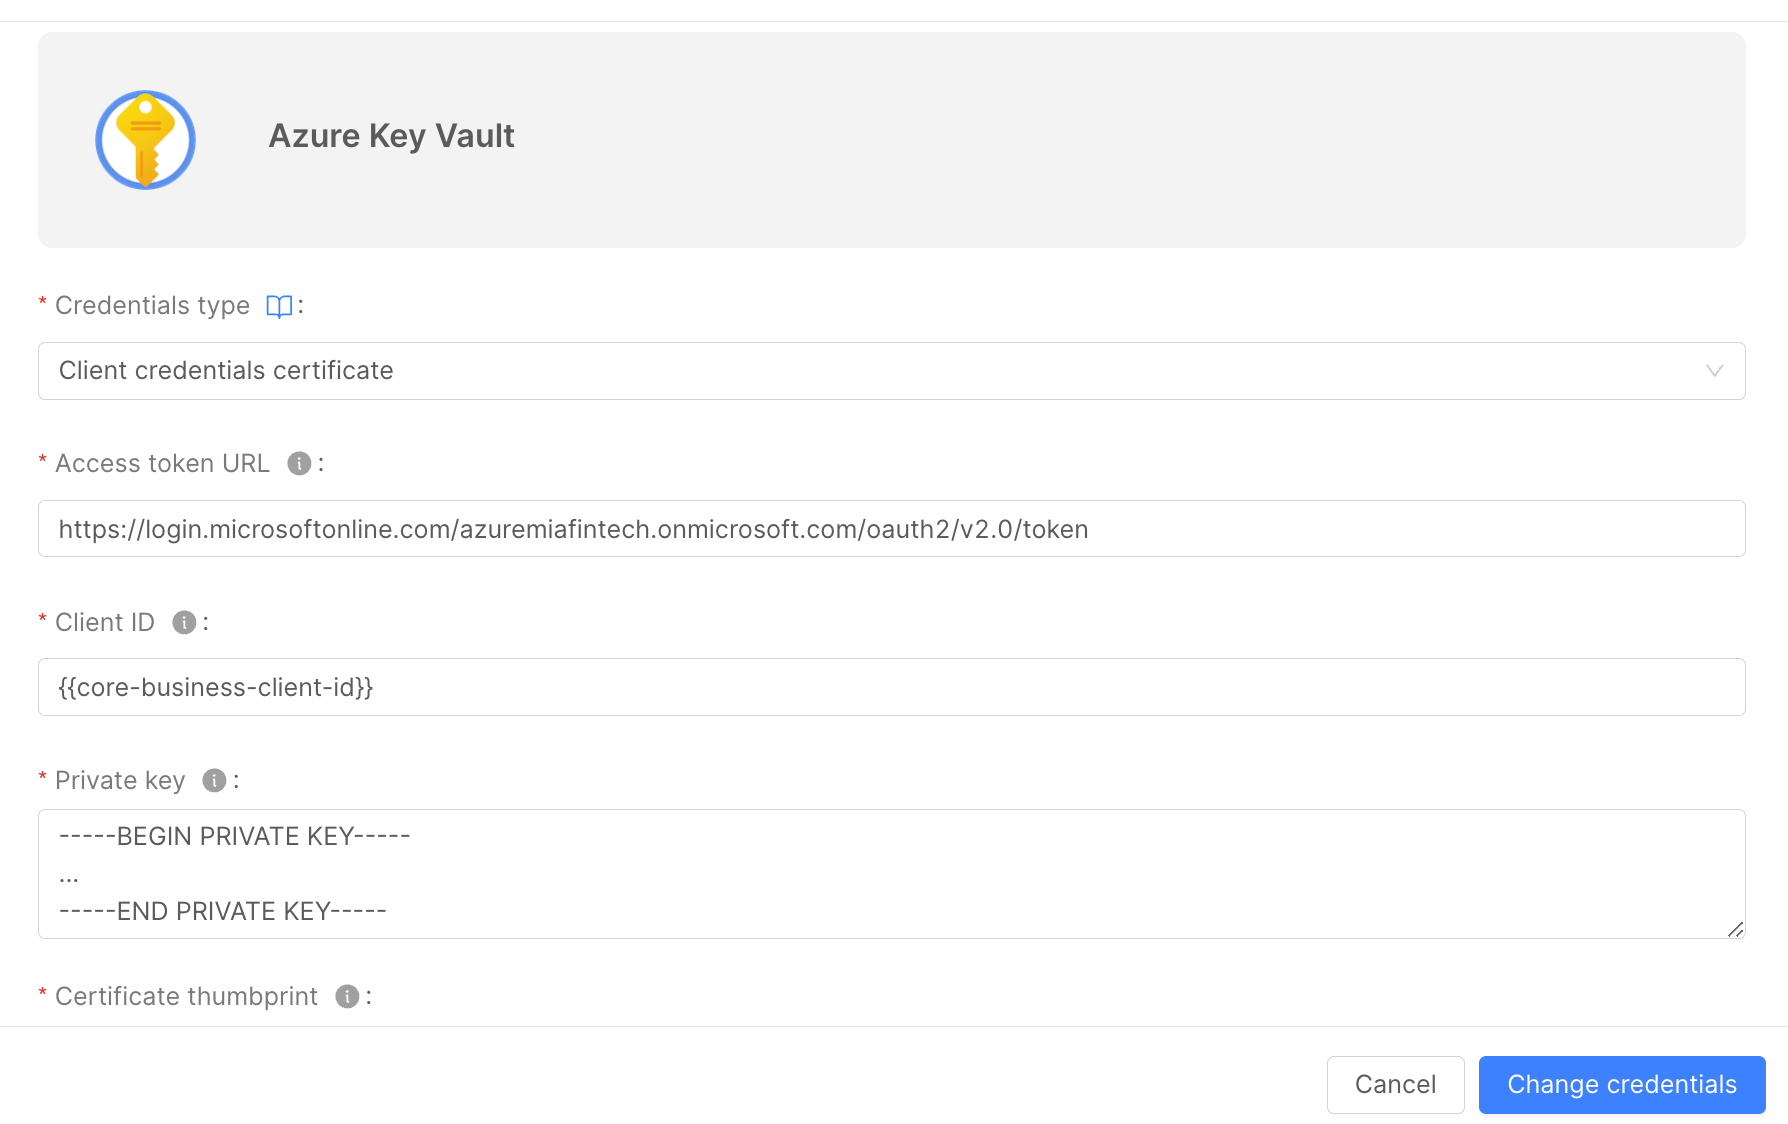 Azure Key Vault
* Credentials type :
Client credentials certificate
* Access token URL i :
https://login.microsoftonline.com/azuremiafintech.onmicrosoft.com/oauth2/v2.0/token
* Client ID i :
{{core-business-client-id}}
* Private key i :
-----BEGIN PRIVATE KEY-----
...
-----END PRIVATE KEY-----
* Certificate thumbprint i :
Cancel
Change credentials